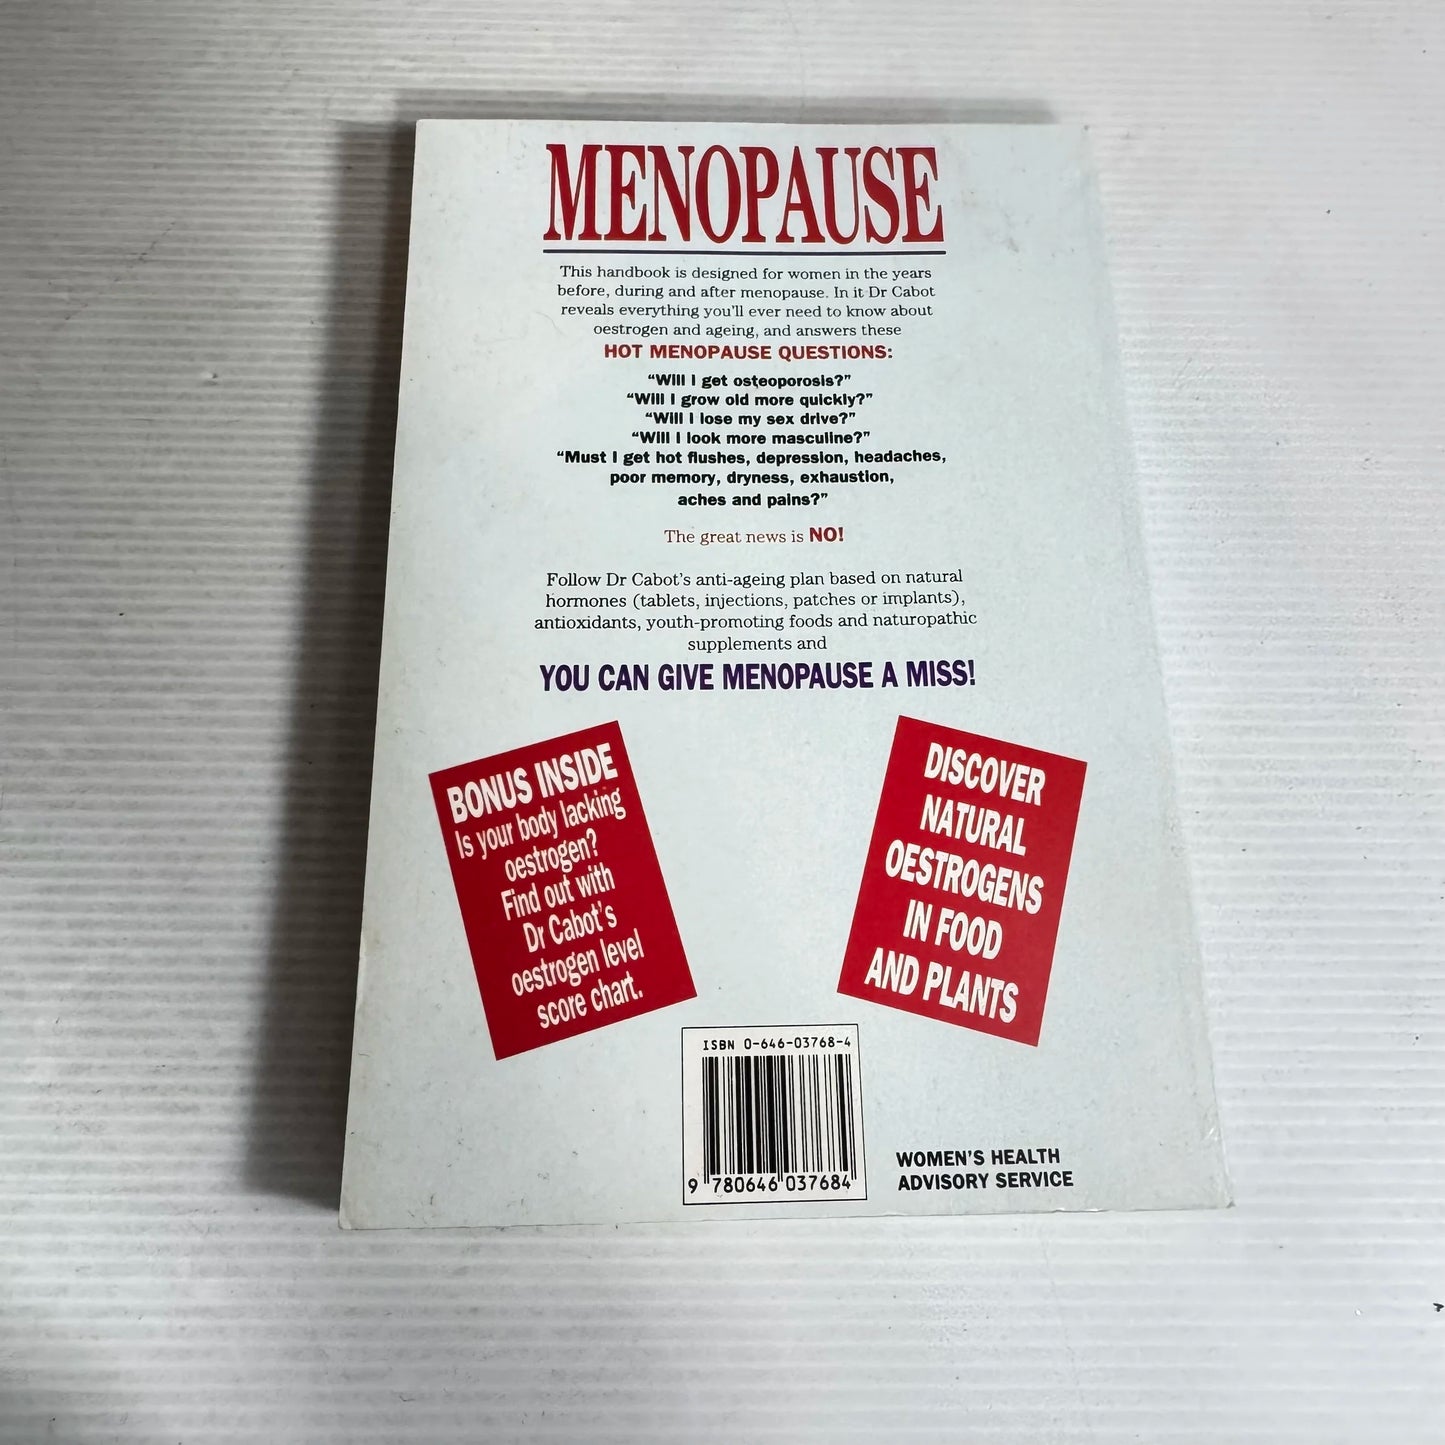 MENOPAUSE
This handbook is designed for women in the years
before, during and after menopause. In it Dr Cabot
reveals everything you'll ever need to know about
oestrogen and ageing, and answers these
HOT MENOPAUSE QUESTIONS:
“Will I get osteoporosis?”
“Will I grow old more quickly?”
“Will I lose my sex drive?”
“Will I look more masculine?”
“Must I get hot flushes, depression, headaches,
poor memory, dryness, exhaustion,
aches and pains?”
The great news is NO!
Follow Dr Cabot's anti-ageing plan based on natural
hormones (tablets, injections, patches or implants),
antioxidants, youth-promoting foods and naturopathic
supplements and
YOU CAN GIVE MENOPAUSE A MISS!
BONUS INSIDE
Is your body lacking
oestrogen?
Find out with
Dr Cabot's
oestrogen level
score chart.
DISCOVER
NATURAL
OESTROGENS
IN FOOD
AND PLANTS
ISBN 0-646-03768-4
9 780646 037684
WOMEN'S HEALTH
ADVISORY SERVICE